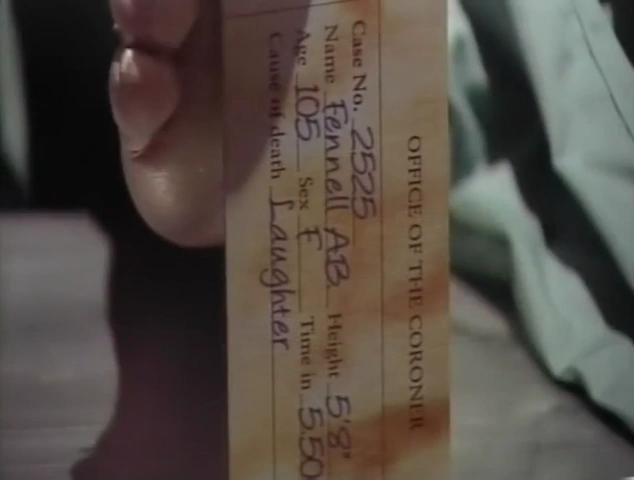 OFFICE OF THE CORONER
Case No. 2525
Name Fennell AB Height 5'8"
Age 105 Sex F Time in 5.50
Cause of death Laughter